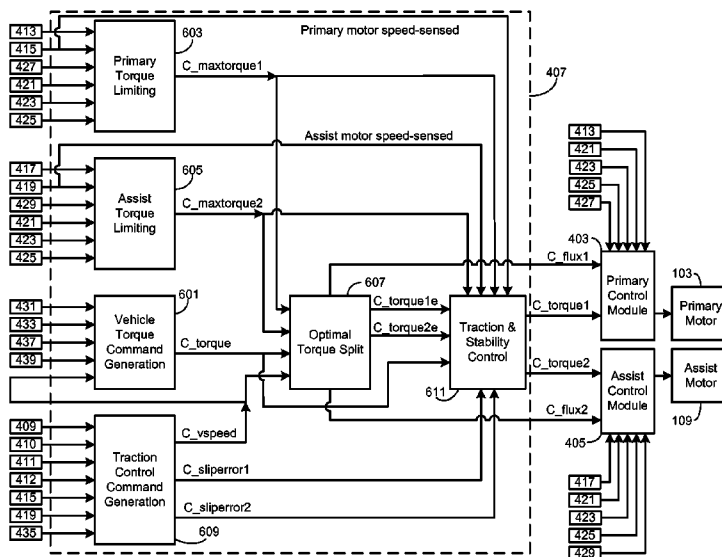 413
415
427
421
423
425
603
Primary
Torque
Limiting
Primary motor speed-sensed
C_maxtorque1
407
417
419
429
421
423
425
605
Assist
Torque
Limiting
Assist motor speed-sensed
C_maxtorque2
431
433
437
439
601
Vehicle
Torque
Command
Generation
C_torque
409
410
411
412
415
419
435
Traction
Control
Command
Generation
609
C_vspeed
C_sliperror1
C_sliperror2
607
Optimal
Torque Split
C_torque1e
C_torque2e
Traction &
Stability
Control
611
C_flux1
C_torque1
C_torque2
C_flux2
413
421
423
425
427
403
Primary
Control
Module
103
Primary
Motor
Assist
Control
Module
405
Assist
Motor
109
417
421
423
425
429